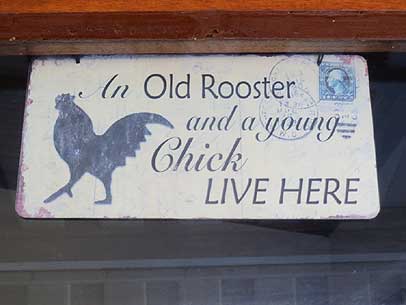 An Old Rooster
and a young
Chick
LIVE HERE